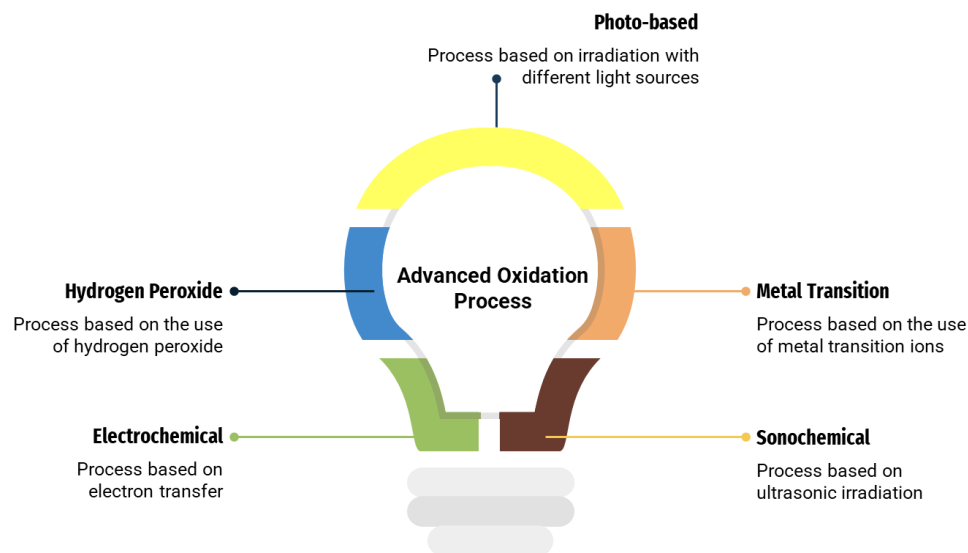 Photo-based
Process based on irradiation with
different light sources
Advanced Oxidation
Process
Hydrogen Peroxide
Process based on the use
of hydrogen peroxide
Metal Transition
Process based on the use
of metal transition ions
Electrochemical
Process based on
electron transfer
Sonochemical
Process based on
ultrasonic irradiation